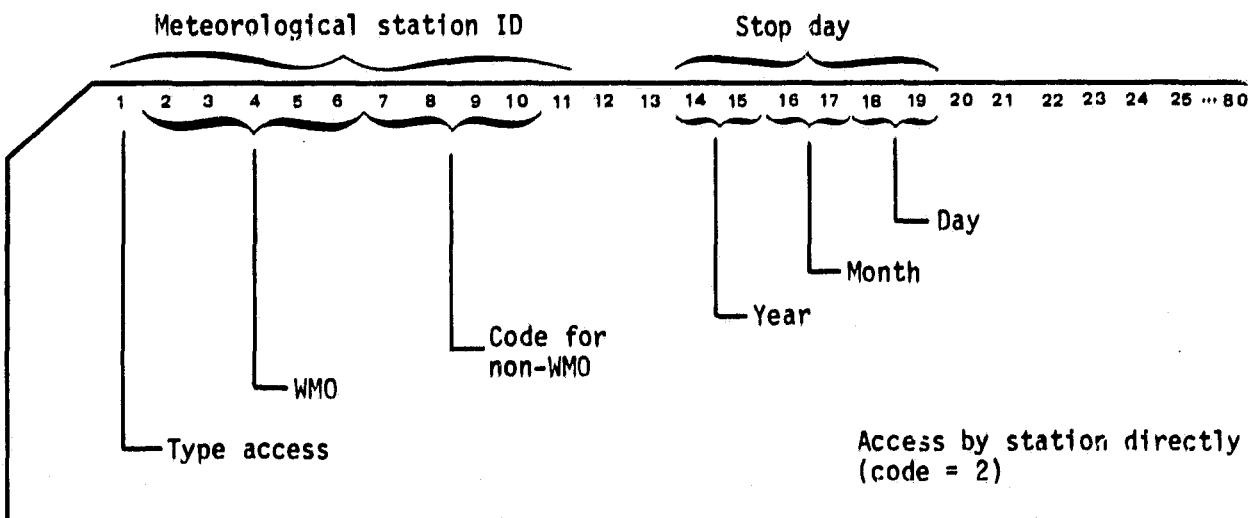 Meteorological station ID
Stop day
1 2 3 4 5 6 7 8 9 10 11 12 13 14 15 16 17 18 19 20 21 22 23 24 25 ... 80
Day
Month
Year
Code for
non-WMO
WMO
Type access
Access by station directly
(code = 2)